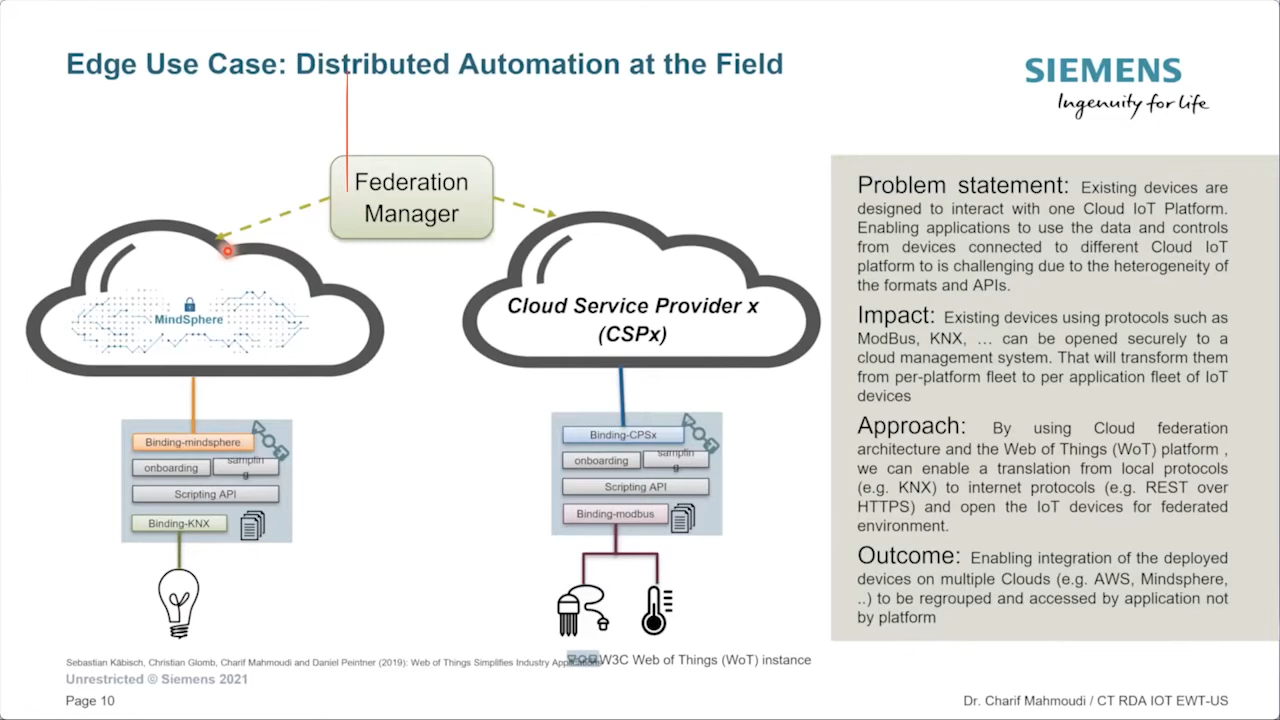 Edge Use Case: Distributed Automation at the Field
SIEMENS
Ingenuity for life
Federation
Manager
MindSphere
Cloud Service Provider x
(CSPx)
Binding-mindsphere
onboarding
samplin
g
Scripting API
Binding-KNX
Binding-CPSx
onboarding
samplin
g
Scripting API
Binding-modbus
Problem statement: Existing devices are
designed to interact with one Cloud IoT Platform.
Enabling applications to use the data and controls
from devices connected to different Cloud IoT
platform to is challenging due to the heterogeneity of
the formats and APIs.
Impact: Existing devices using protocols such as
ModBus, KNX, … can be opened securely to a
cloud management system. That will transform them
from per-platform fleet to per application fleet of IoT
devices
Approach: By using Cloud federation
architecture and the Web of Things (WoT) platform ,
we can enable a translation from local protocols
(e.g. KNX) to internet protocols (e.g. REST over
HTTPS) and open the IoT devices for federated
environment.
Outcome: Enabling integration of the deployed
devices on multiple Clouds (e.g. AWS, Mindsphere,
..) to be regrouped and accessed by application not
by platform
Sebastian Käbisch, Christian Glomb, Charif Mahmoudi and Daniel Peintner (2019): Web of Things Simplifies Industry
W3C Web of Things (WoT) instance
Unrestricted © Siemens 2021
Page 10
Dr. Charif Mahmoudi / CT RDA IOT EWT-US